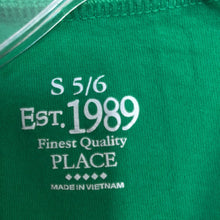 S 5/6
EST. 1989
Finest Quality
PLACE
◆◆◆◆◆
MADE IN VIETNAM